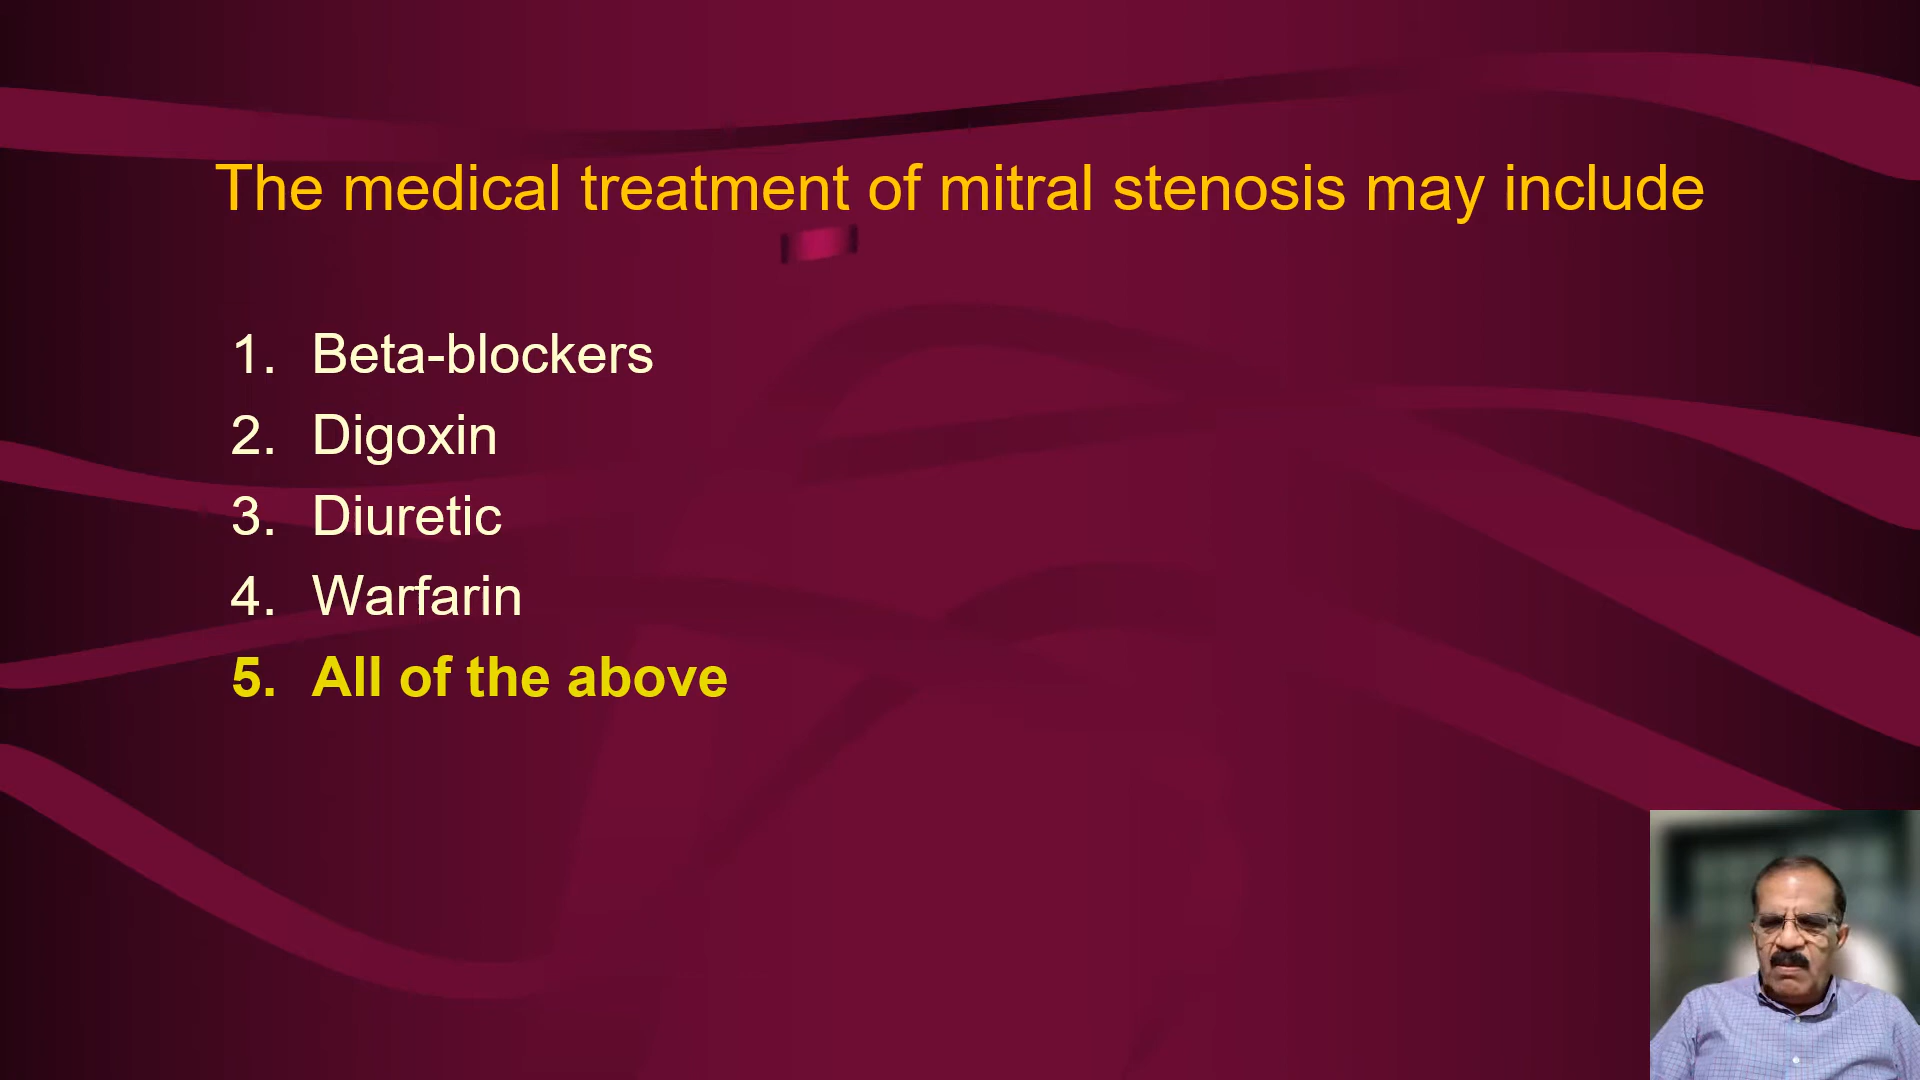 The medical treatment of mitral stenosis may include
1. Beta-blockers
2. Digoxin
3. Diuretic
4. Warfarin
5. All of the above